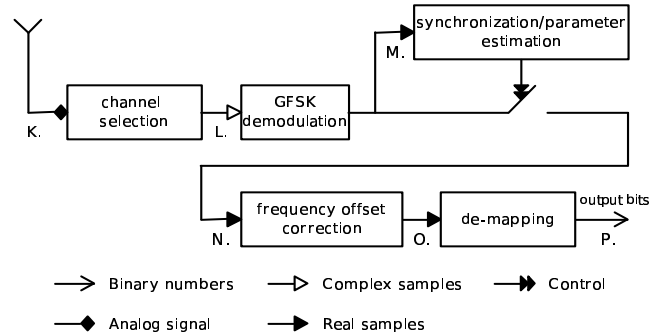 synchronization/parameter
estimation
M.
channel
selection
GFSK
demodulation
K.
L.
frequency offset
correction
de-mapping
output bits
N.
O.
P.
Binary numbers
Complex samples
Control
Analog signal
Real samples